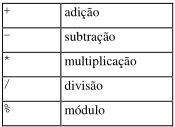 + adição
− subtração
* multiplicação
/ divisão
% módulo